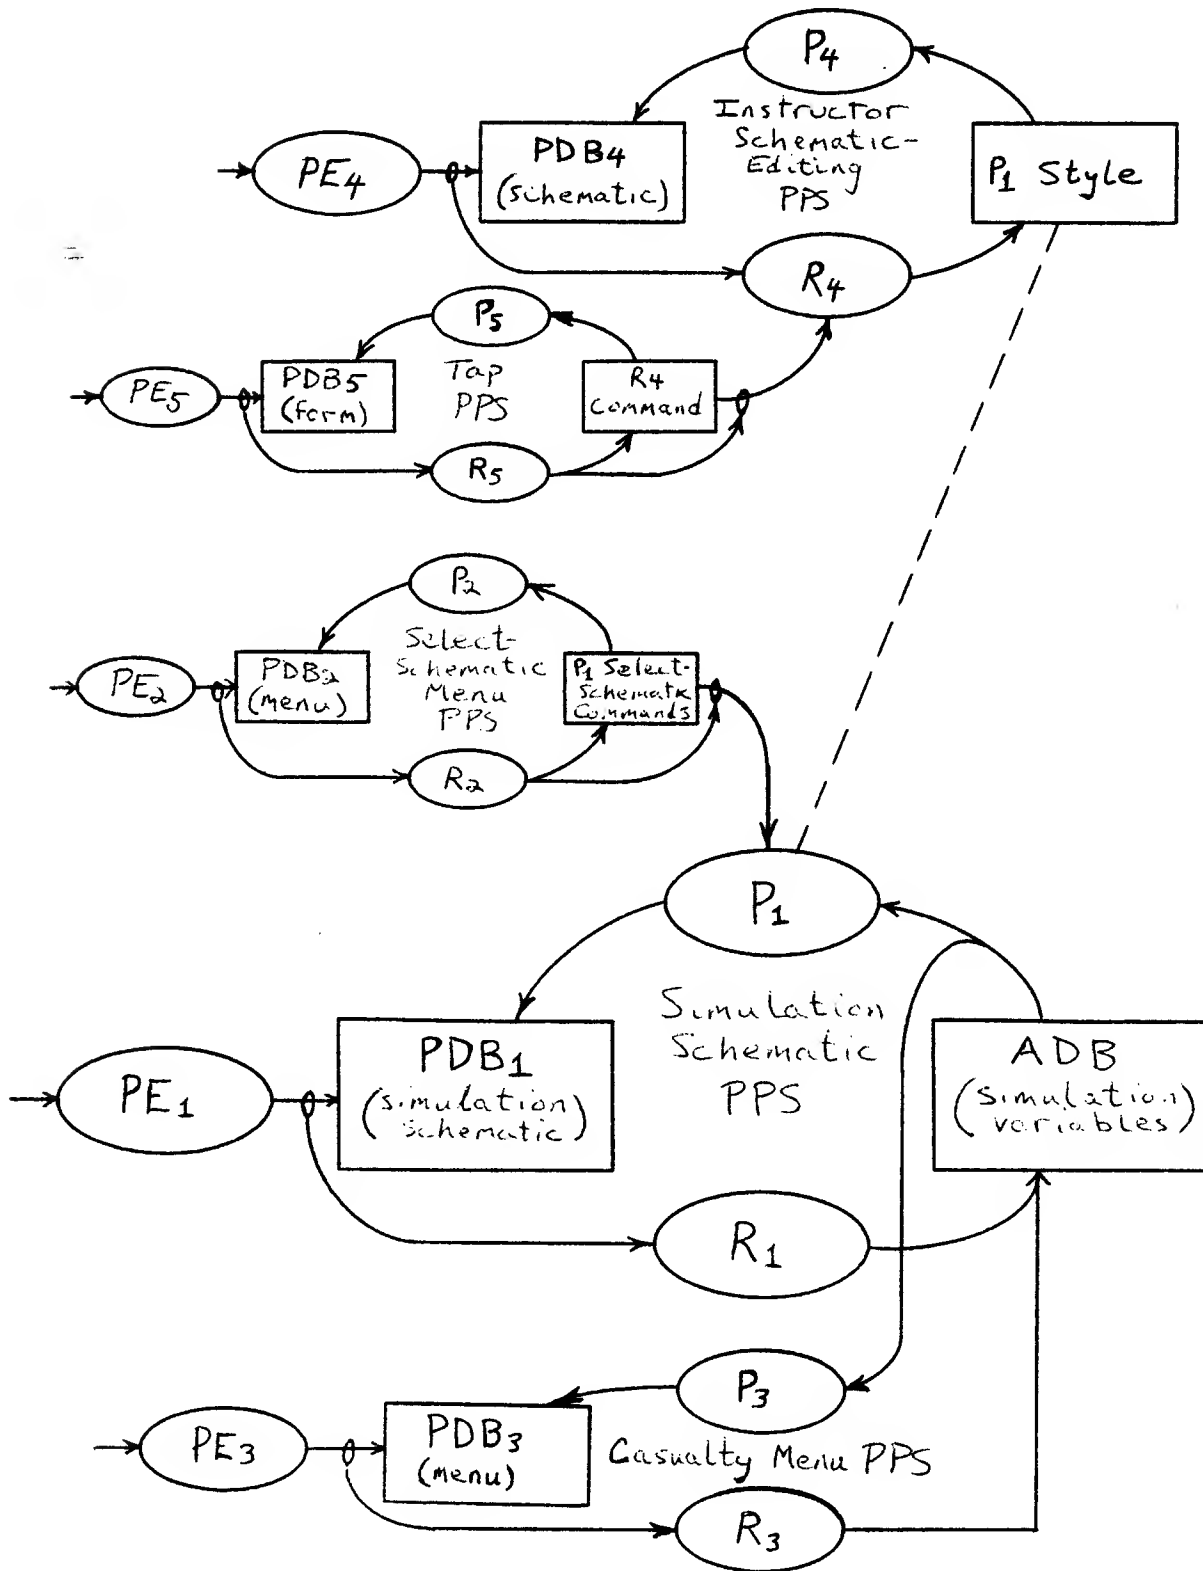 P4
Instructor
Schematic-
Editing
PPS
PE4
PDB4
(schematic)
P1 Style
R4
P5
PE5
PDB5
(form)
Tap
PPS
R4
Command
R5
P2
PE2
PDB2
(menu)
Select-
Schematic
Menu
PPS
P1 Select-
Schematic
Commands
R2
P1
Simulation
Schematic
PPS
PE1
PDB1
(simulation
schematic)
ADB
(simulation
variables)
R1
P3
PE3
PDB3
(menu)
Casualty Menu PPS
R3